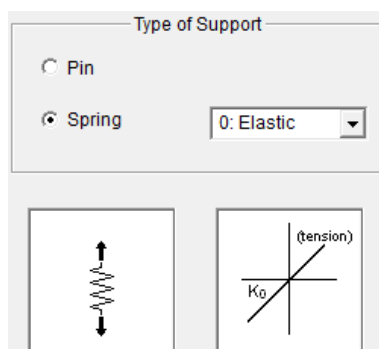 Type of Support
Pin
Spring
0: Elastic
(tension)
K0